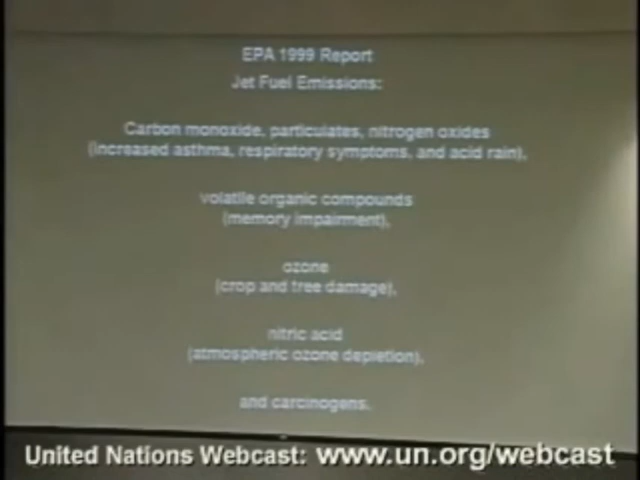 EPA 1999 Report
Jet Fuel Emissions:
Carbon monoxide, particulates, nitrogen oxides
(increased asthma, respiratory symptoms, and acid rain),
volatile organic compounds
(memory impairment),
ozone
(crop and tree damage),
nitric acid
(atmospheric ozone depletion),
and carcinogens.
United Nations Webcast: www.un.org/webcast